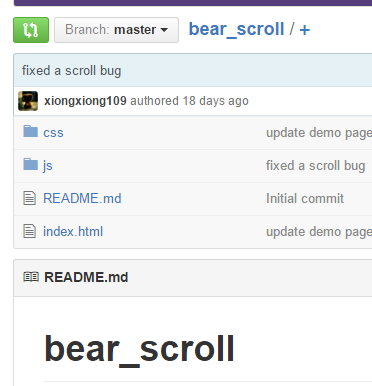 Branch: master bear_scroll / +
fixed a scroll bug
xiongxiong109 authored 18 days ago
css update demo page
js fixed a scroll bug
README.md Initial commit
index.html update demo page
README.md
bear_scroll